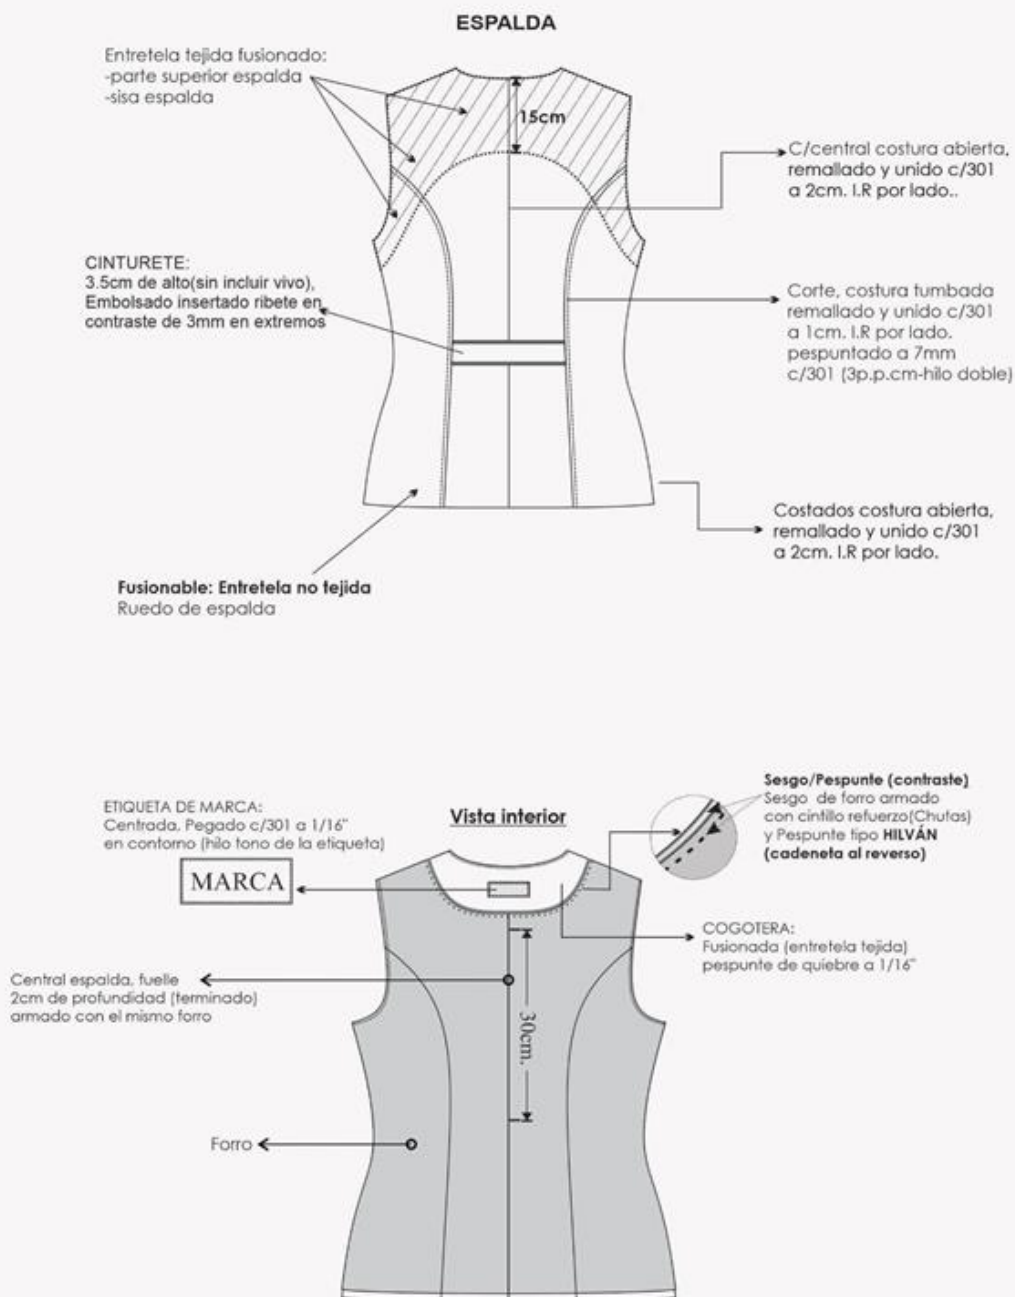 ESPALDA
Entretela tejida fusionado:
-parte superior espalda
-sisa espalda
15cm
C/central costura abierta,
remallado y unido c/301
a 2cm. I.R por lado..
CINTURETE:
3.5cm de alto(sin incluir vivo),
Embolsado insertado ribete en
contraste de 3mm en extremos
Corte, costura tumbada
remallado y unido c/301
a 1cm. I.R por lado.
pespuntado a 7mm
c/301 (3p.p.cm-hilo doble)
Costados costura abierta,
remallado y unido c/301
a 2cm. I.R por lado.
Fusionable: Entretela no tejida
Ruedo de espalda
Vista interior
ETIQUETA DE MARCA:
Centrada, Pegado c/301 a 1/16"
en contorno (hilo tono de la etiqueta)
MARCA
Sesgo/Pespunte (contraste)
Sesgo de forro armado
con cintillo refuerzo(Chutas)
y Pespunte tipo HILVÁN
(cadeneta al reverso)
COGOTERA:
Fusionada (entretela tejida)
pespunte de quiebre a 1/16"
Central espalda, fuelle
2cm de profundidad (terminado)
armado con el mismo forro
30cm.
Forro